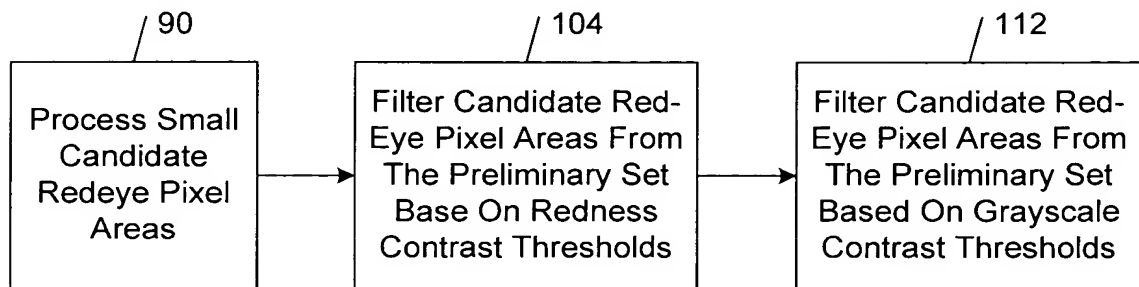 90
104
112
Process Small
Candidate
Redeye Pixel
Areas
Filter Candidate Red-
Eye Pixel Areas From
The Preliminary Set
Base On Redness
Contrast Thresholds
Filter Candidate Red-
Eye Pixel Areas From
The Preliminary Set
Based On Grayscale
Contrast Thresholds